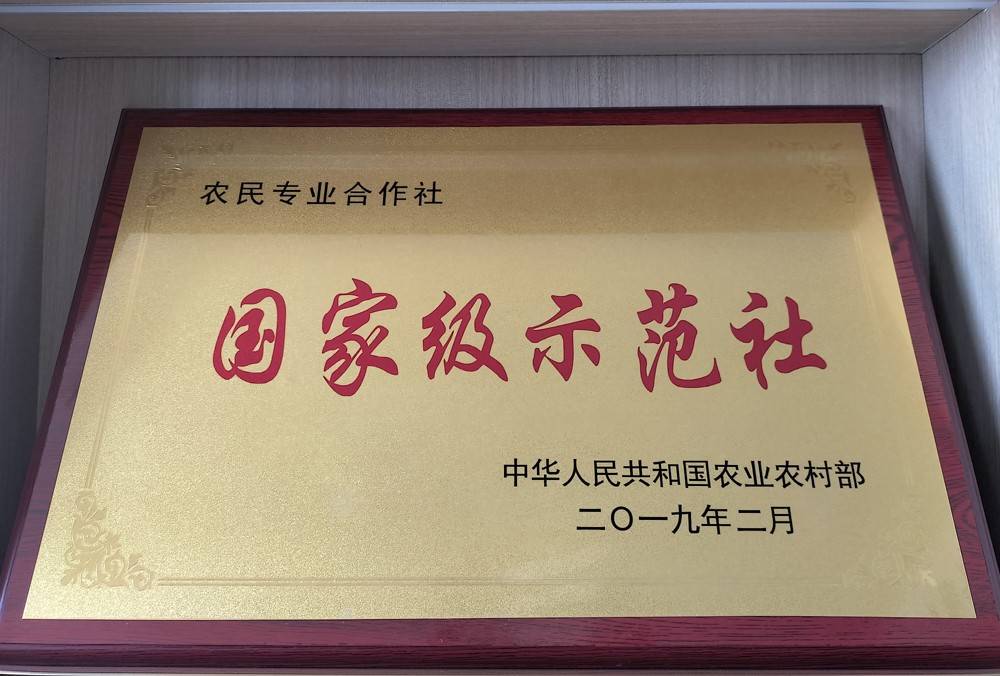 农民专业合作社
国家级示范社
中华人民共和国农业农村部
二〇一九年二月